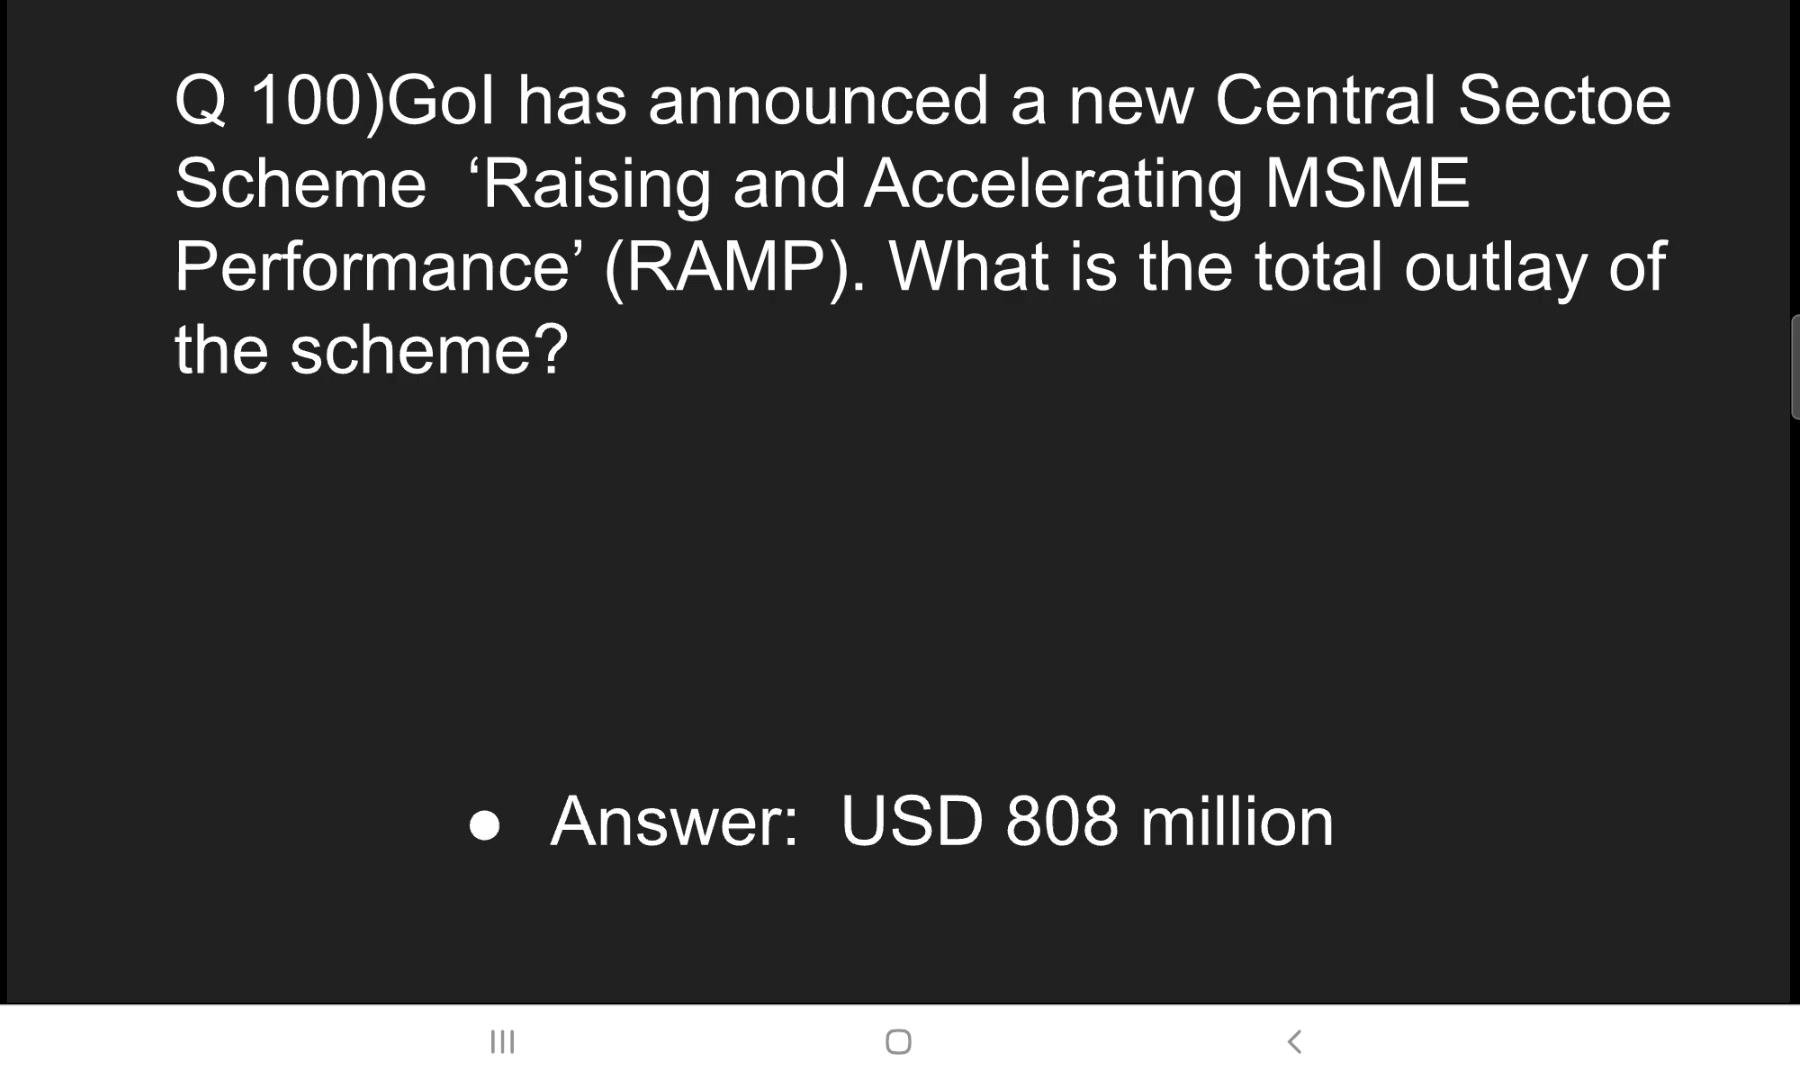 Q 100)GoI has announced a new Central Sectoe
Scheme  ‘Raising and Accelerating MSME
Performance’ (RAMP). What is the total outlay of
the scheme?
● Answer:  USD 808 million